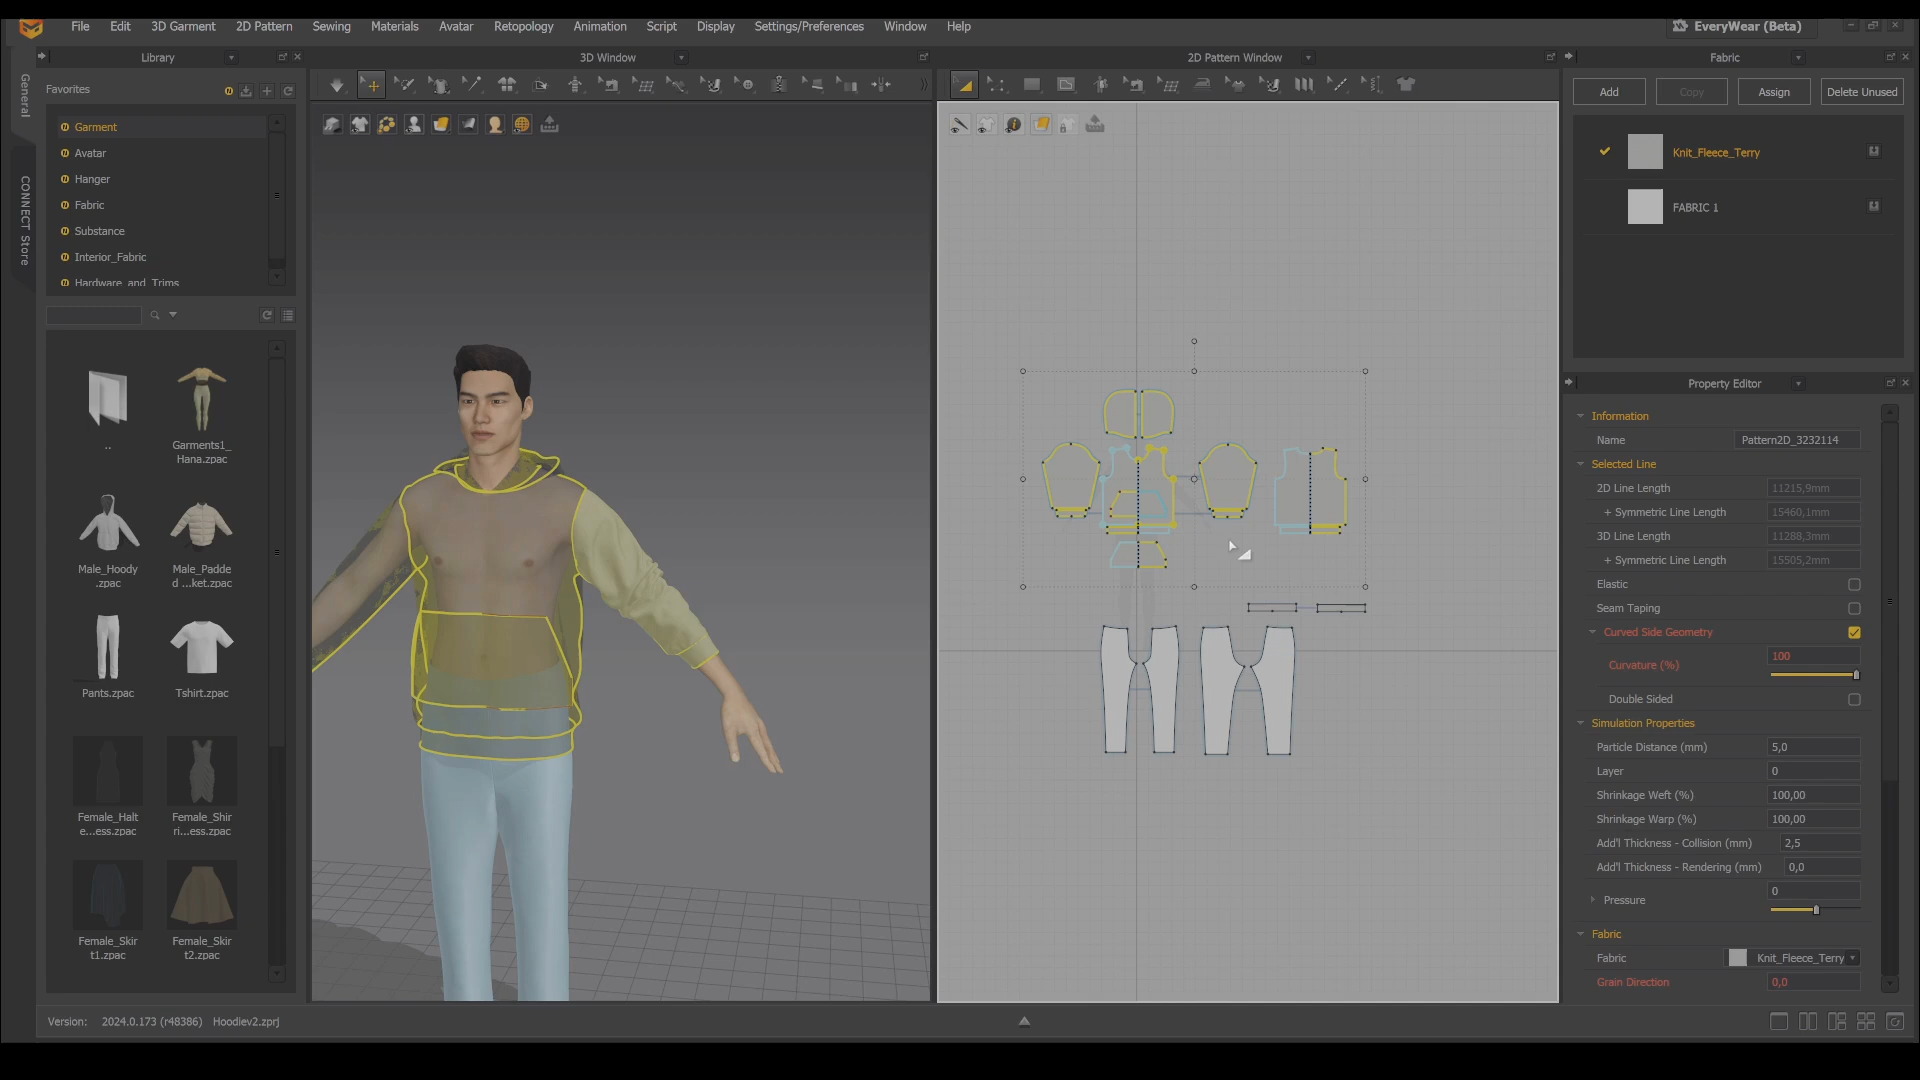 File Edit 3D Garment 2D Pattern Sewing Materials Avatar Retopology Animation Script Display Settings/Preferences Window Help
EveryWear (Beta)
Library
3D Window
2D Pattern Window
Fabric
General
CONNECT Store
Favorites
Garment
Avatar
Hanger
Fabric
Substance
Interior_Fabric
Hardware_and_Trims
..
Garments1_
Hana.zpac
Male_Hoody
.zpac
Male_Padde
d ...ket.zpac
Pants.zpac
Tshirt.zpac
Female_Halt
e...ess.zpac
Female_Shir
ri...ess.zpac
Female_Skir
t1.zpac
Female_Skir
t2.zpac
Add
Copy
Assign
Delete Unused
Knit_Fleece_Terry
FABRIC 1
Property Editor
Information
Name Pattern2D_3232114
Selected Line
2D Line Length 11215,9mm
+ Symmetric Line Length 15460,1mm
3D Line Length 11288,3mm
+ Symmetric Line Length 15505,2mm
Elastic
Seam Taping
Curved Side Geometry
Curvature (%) 100
Double Sided
Simulation Properties
Particle Distance (mm) 5,0
Layer 0
Shrinkage Weft (%) 100,00
Shrinkage Warp (%) 100,00
Add'l Thickness - Collision (mm) 2,5
Add'l Thickness - Rendering (mm) 0,0
Pressure 0
Fabric
Fabric Knit_Fleece_Terry
Grain Direction 0,0
Version: 2024.0.173 (r48386) Hoodiev2.zprj